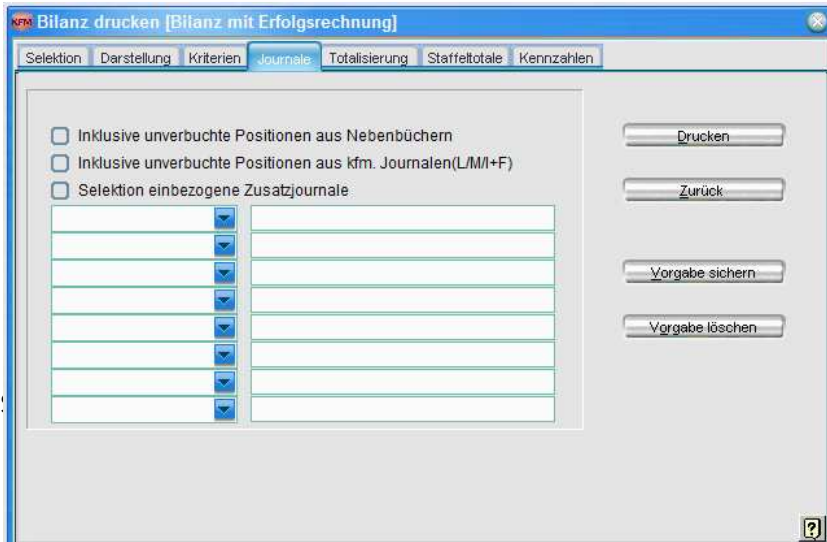 KFM Bilanz drucken [Bilanz mit Erfolgsrechnung]
Selektion Darstellung Kriterien Journale Totalisierung Staffeltotale Kennzahlen
Inklusive unverbuchte Positionen aus Nebenbüchern
Drucken
Inklusive unverbuchte Positionen aus kfm. Journalen(L/M/I+F)
Selektion einbezogene Zusatzjournale
Zurück
Vorgabe sichern
Vorgabe löschen
?